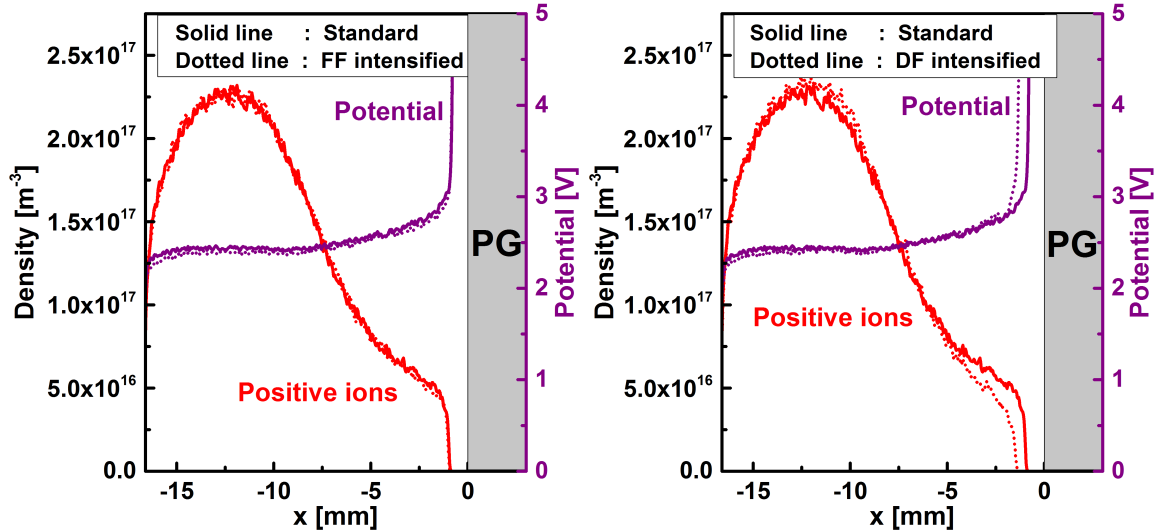 Solid line : Standard
Dotted line : FF intensified
Potential
Positive ions
PG
Density [m-3]
2.5x10^17
2.0x10^17
1.5x10^17
1.0x10^17
5.0x10^16
0.0
-15
-10
-5
0
x [mm]
5
4
3
2
1
0
Potential [V]
Solid line : Standard
Dotted line : DF intensified
Potential
Positive ions
PG
Density [m-3]
2.5x10^17
2.0x10^17
1.5x10^17
1.0x10^17
5.0x10^16
0.0
-15
-10
-5
0
x [mm]
5
4
3
2
1
0
Potential [V]